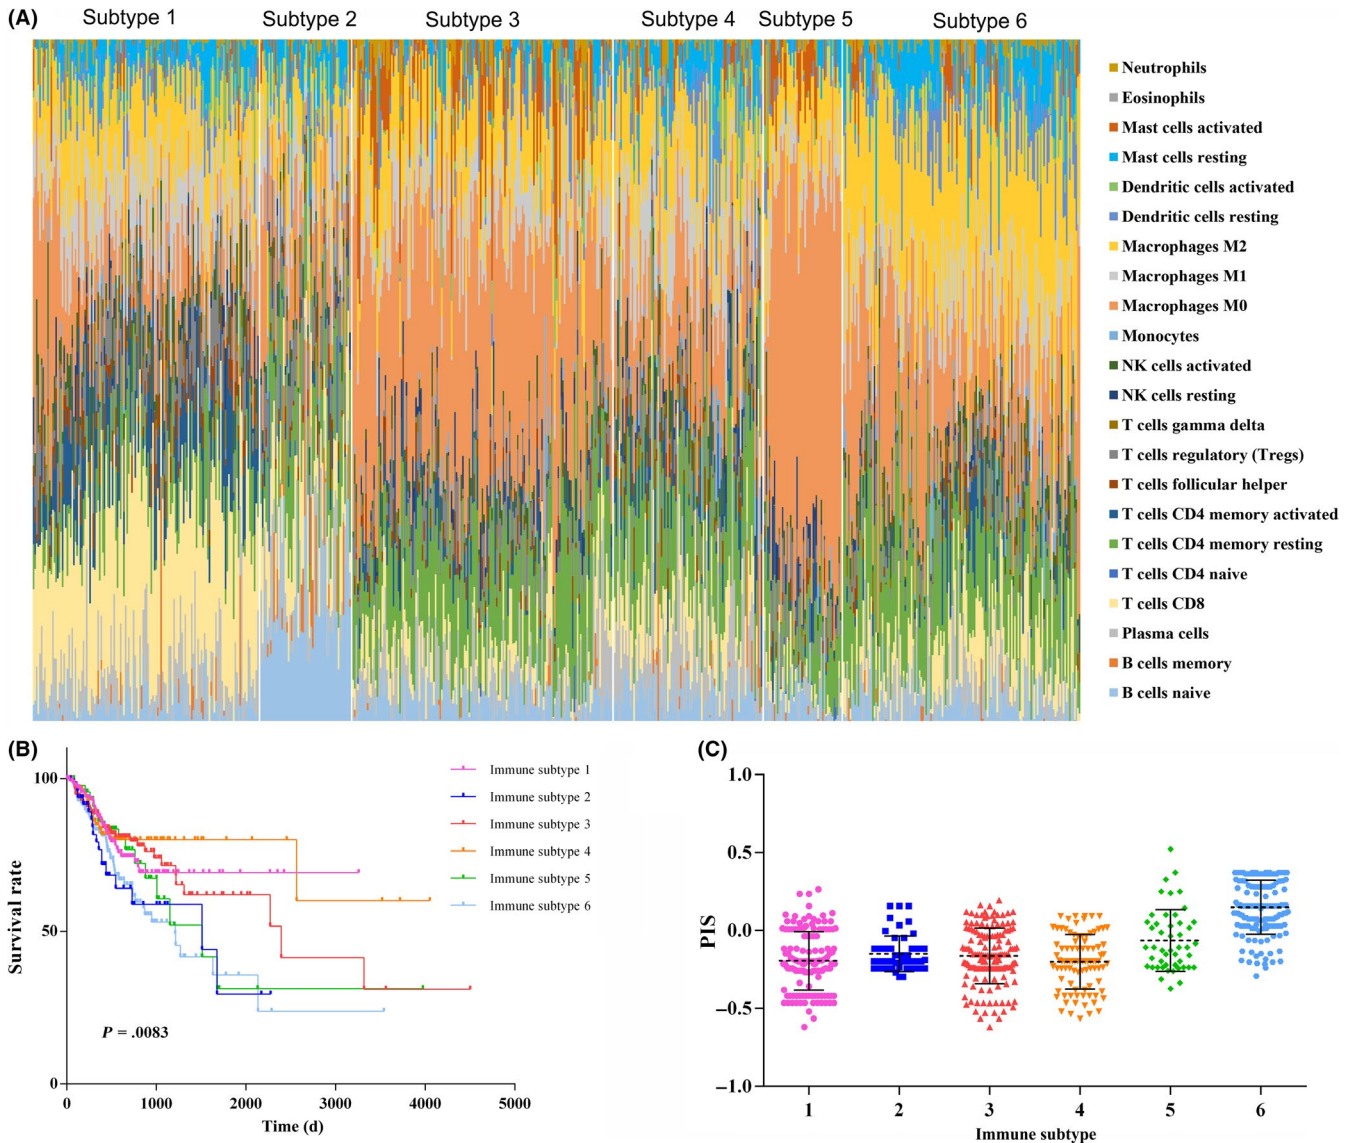 (A)
Subtype 1 Subtype 2 Subtype 3 Subtype 4 Subtype 5 Subtype 6
Neutrophils
Eosinophils
Mast cells activated
Mast cells resting
Dendritic cells activated
Dendritic cells resting
Macrophages M2
Macrophages M1
Macrophages M0
Monocytes
NK cells activated
NK cells resting
T cells gamma delta
T cells regulatory (Tregs)
T cells follicular helper
T cells CD4 memory activated
T cells CD4 memory resting
T cells CD4 naive
T cells CD8
Plasma cells
B cells memory
B cells naive
(B)
Survival rate
100
50
0
Immune subtype 1
Immune subtype 2
Immune subtype 3
Immune subtype 4
Immune subtype 5
Immune subtype 6
P = .0083
0 1000 2000 3000 4000 5000
Time (d)
(C)
PIS
1.0
0.5
0.0
–0.5
–1.0
1 2 3 4 5 6
Immune subtype